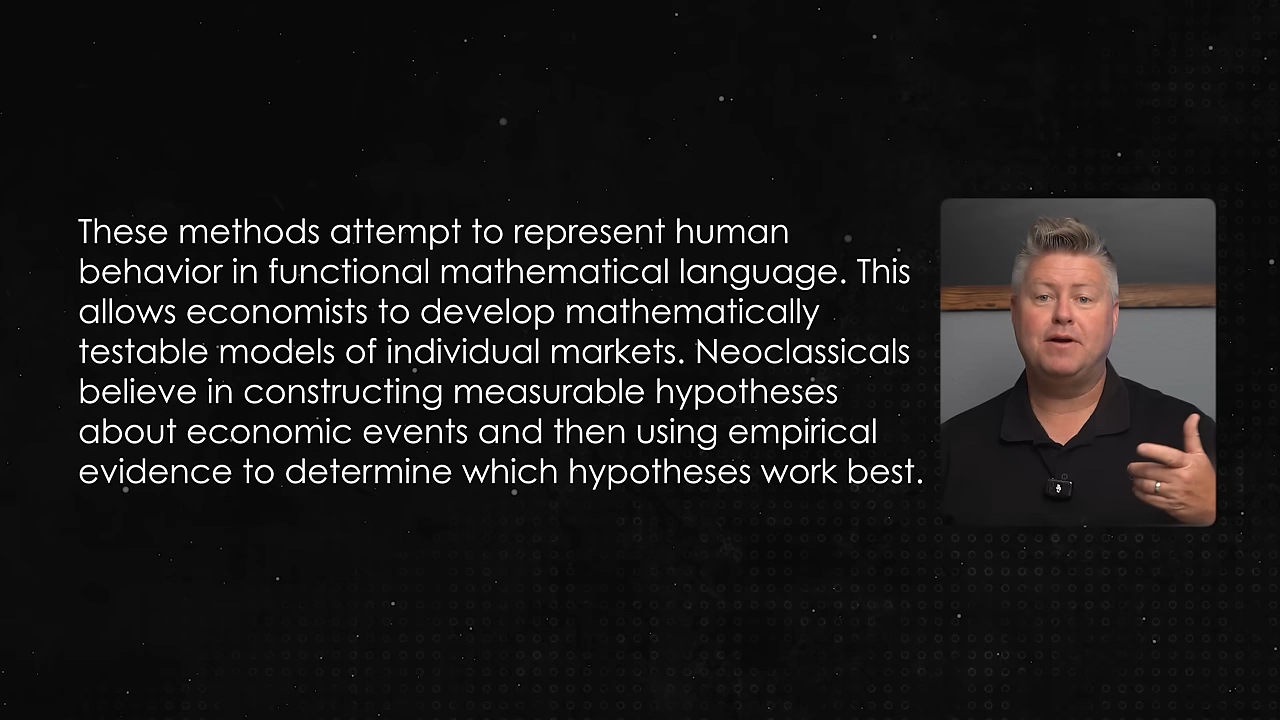 These methods attempt to represent human
behavior in functional mathematical language. This
allows economists to develop mathematically
testable models of individual markets. Neoclassicals
believe in constructing measurable hypotheses
about economic events and then using empirical
evidence to determine which hypotheses work best.